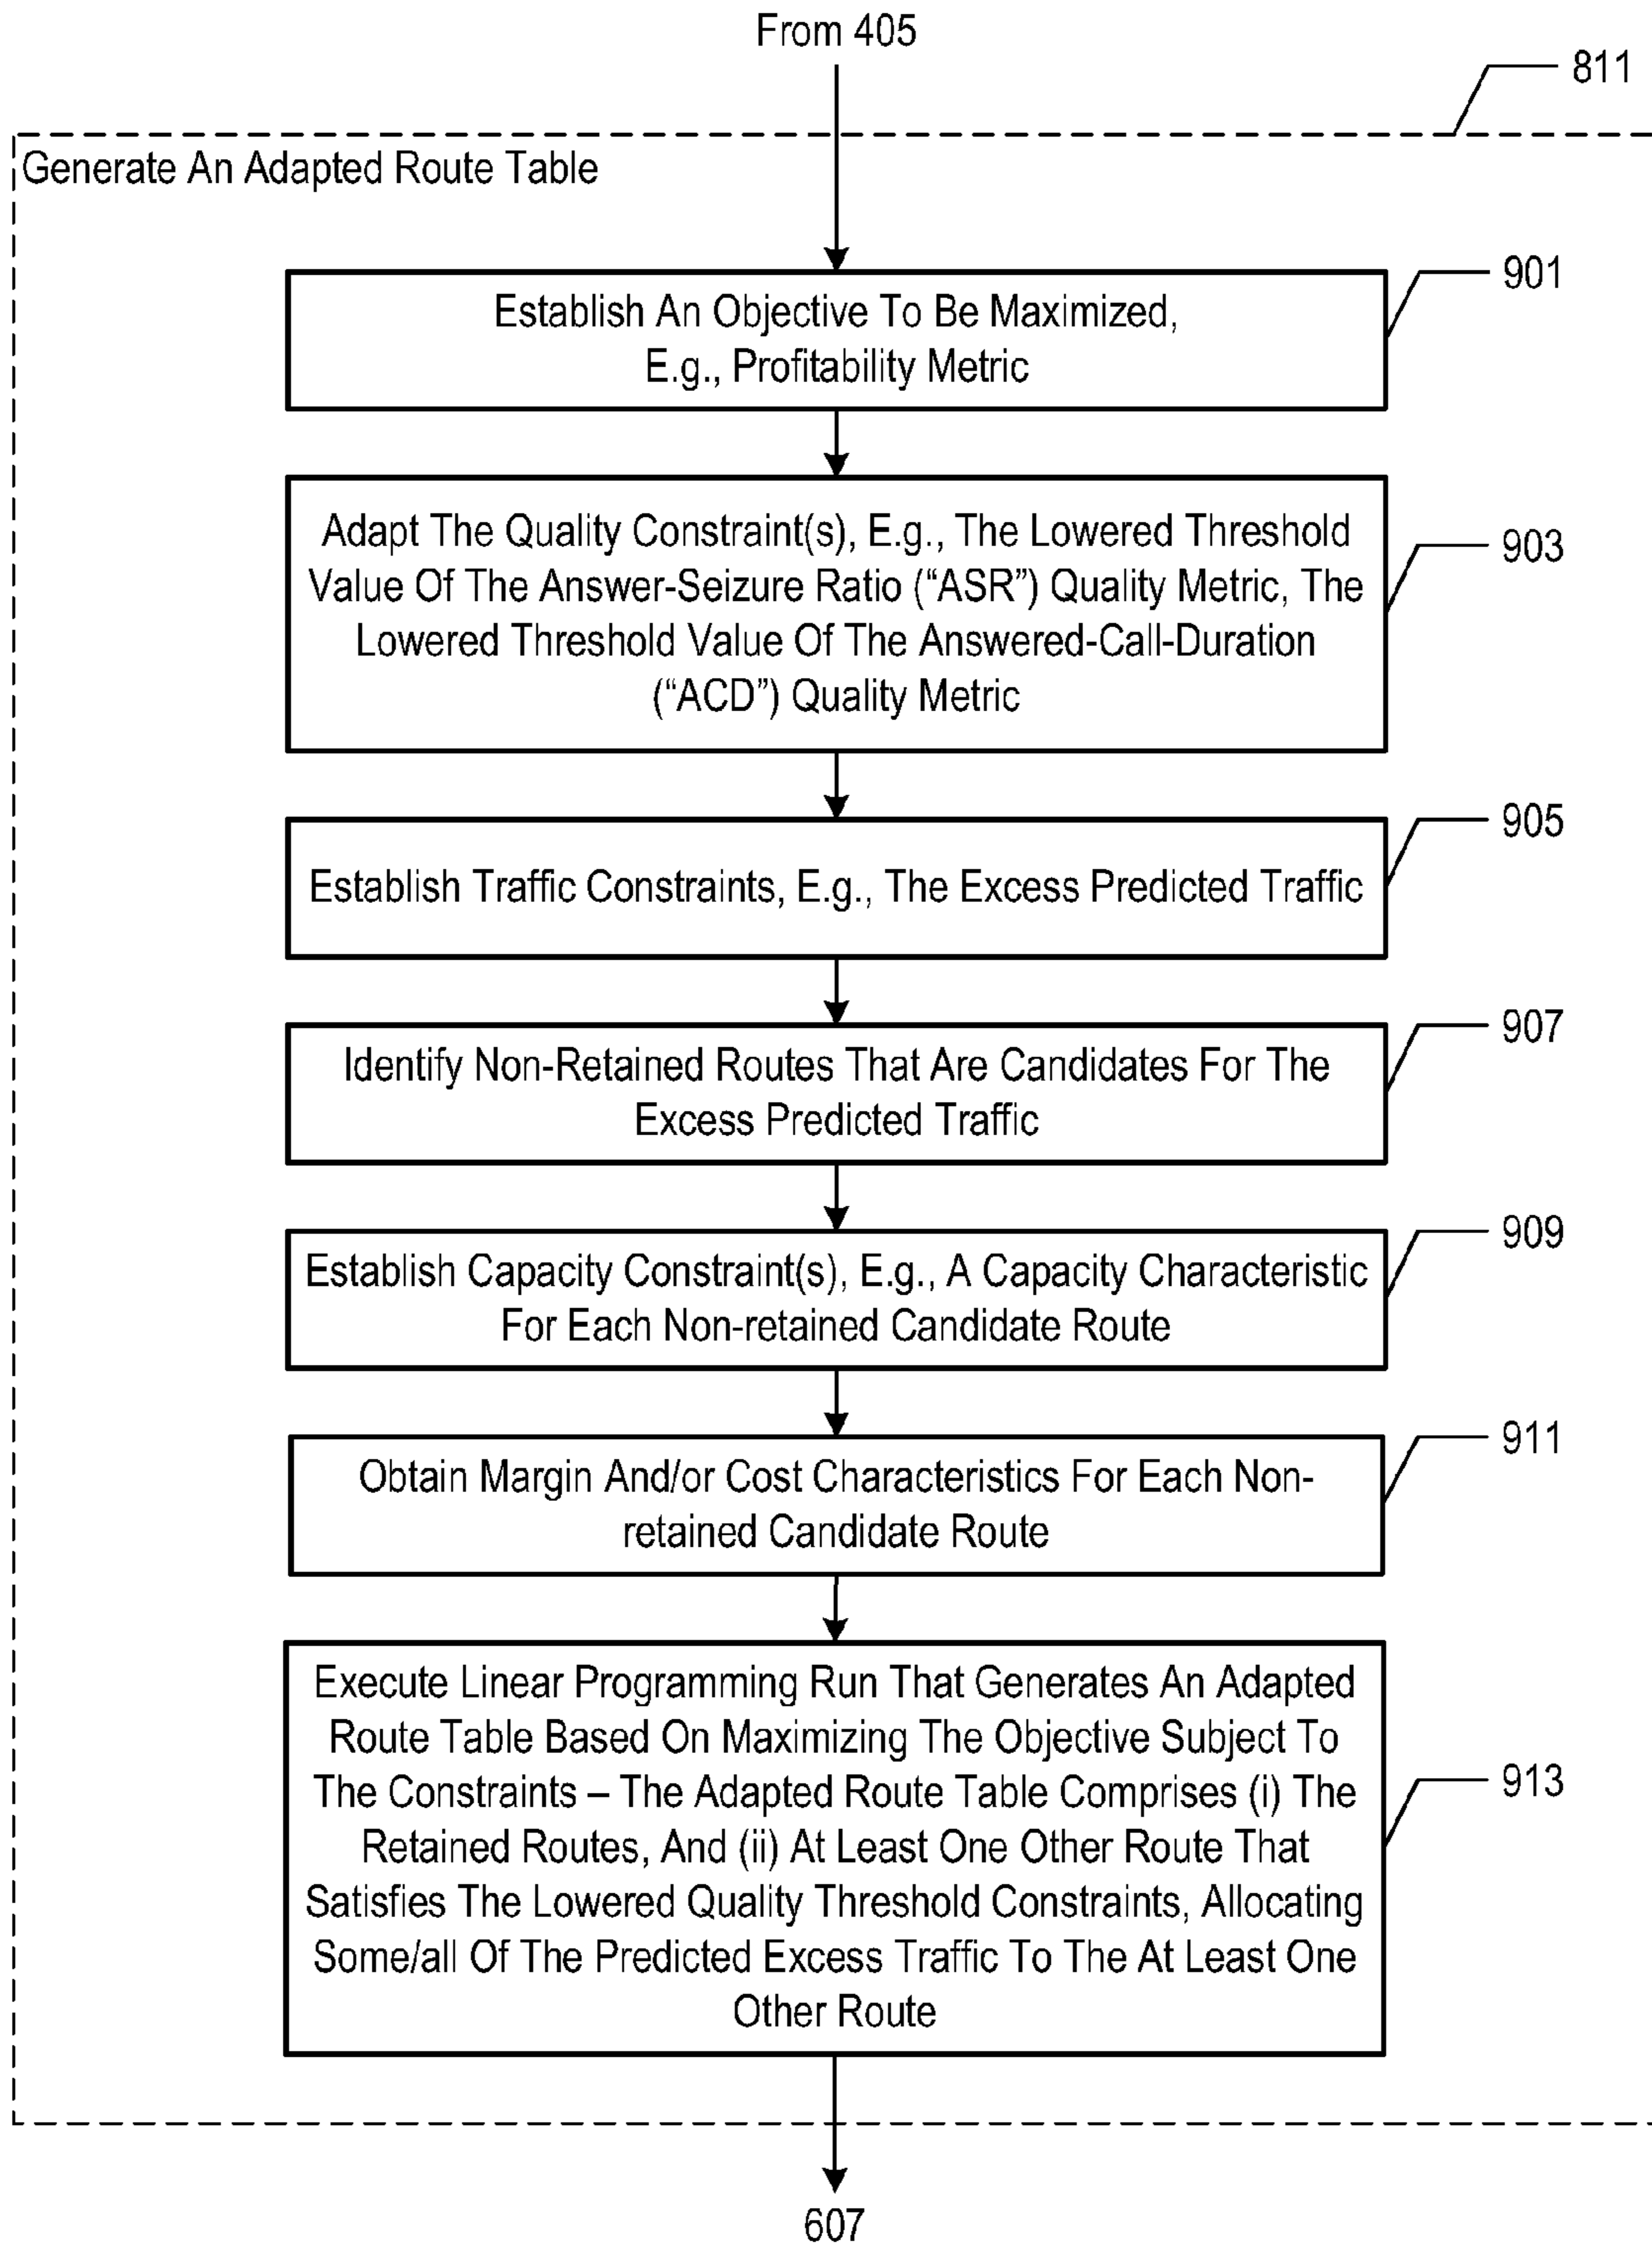 From 405
811
Generate An Adapted Route Table
901
Establish An Objective To Be Maximized,
E.g., Profitability Metric
903
Adapt The Quality Constraint(s), E.g., The Lowered Threshold
Value Of The Answer-Seizure Ratio (“ASR”) Quality Metric, The
Lowered Threshold Value Of The Answered-Call-Duration
(“ACD”) Quality Metric
905
Establish Traffic Constraints, E.g., The Excess Predicted Traffic
907
Identify Non-Retained Routes That Are Candidates For The
Excess Predicted Traffic
909
Establish Capacity Constraint(s), E.g., A Capacity Characteristic
For Each Non-retained Candidate Route
911
Obtain Margin And/or Cost Characteristics For Each Non-
retained Candidate Route
913
Execute Linear Programming Run That Generates An Adapted
Route Table Based On Maximizing The Objective Subject To
The Constraints – The Adapted Route Table Comprises (i) The
Retained Routes, And (ii) At Least One Other Route That
Satisfies The Lowered Quality Threshold Constraints, Allocating
Some/all Of The Predicted Excess Traffic To The At Least One
Other Route
607